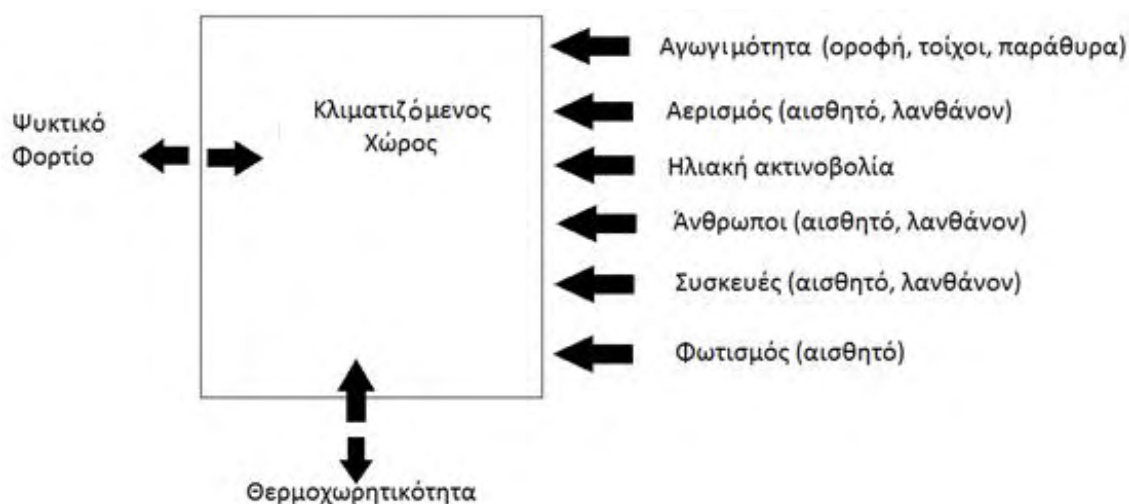 Αγωγιμότητα (οροφή, τοίχοι, παράθυρα)
Κλιματιζόμενος
Χώρος
Αερισμός (αισθητό, λανθάνον)
Ψυκτικό
Φορτίο
Ηλιακή ακτινοβολία
Άνθρωποι (αισθητό, λανθάνον)
Συσκευές (αισθητό, λανθάνον)
Φωτισμός (αισθητό)
Θερμοχωρητικότητα